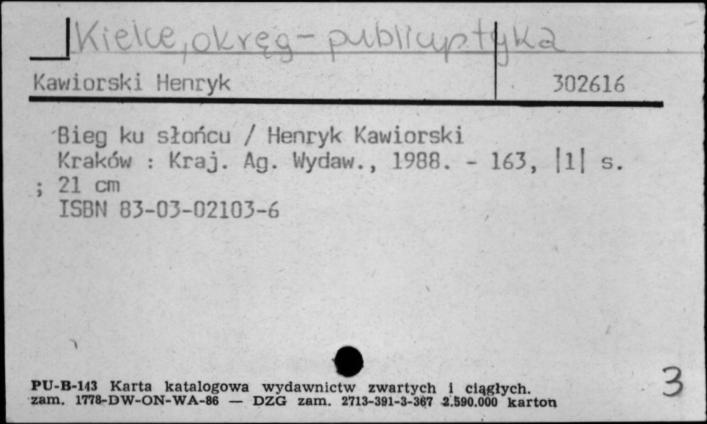 Kielce, okręg - publicystyka
Kawiorski Henryk 302616
Bieg ku słońcu / Henryk Kawiorski
Kraków : Kraj. Ag. Wydaw., 1988. - 163, |1| s.
; 21 cm
ISBN 83-03-02103-6
PU-B-143 Karta katalogowa wydawnictw zwartych i ciągłych.
zam. 1778-DW-ON-WA-86 — DZG zam. 2713-391-3-367 2.590.000 karton
3